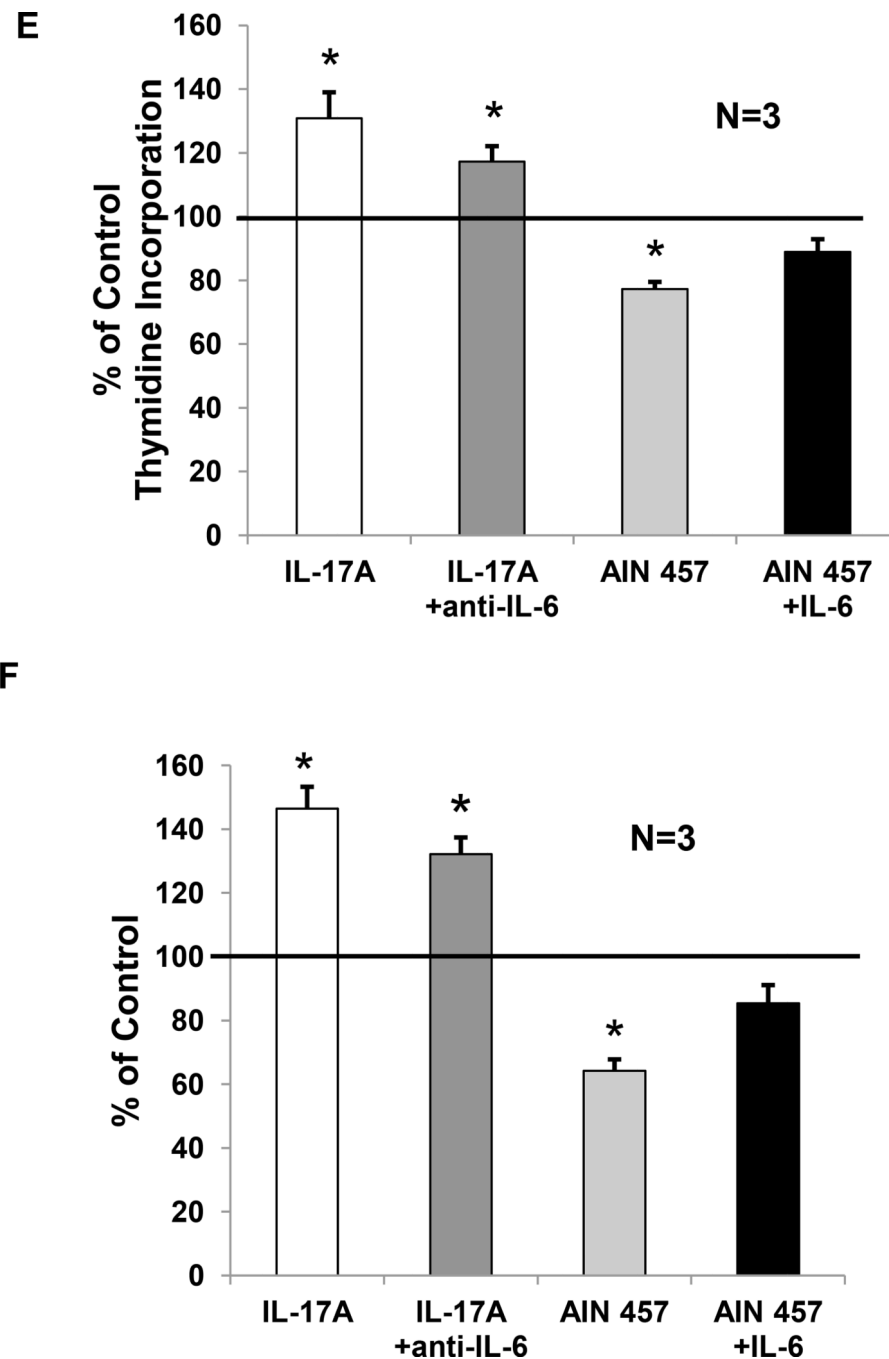 E
% of Control
Thymidine Incorporation
160
140
120
100
80
60
40
20
0
*
*
*
N=3
IL-17A
IL-17A
+anti-IL-6
AIN 457
AIN 457
+IL-6
F
% of Control
160
140
120
100
80
60
40
20
0
*
*
*
N=3
IL-17A
IL-17A
+anti-IL-6
AIN 457
AIN 457
+IL-6